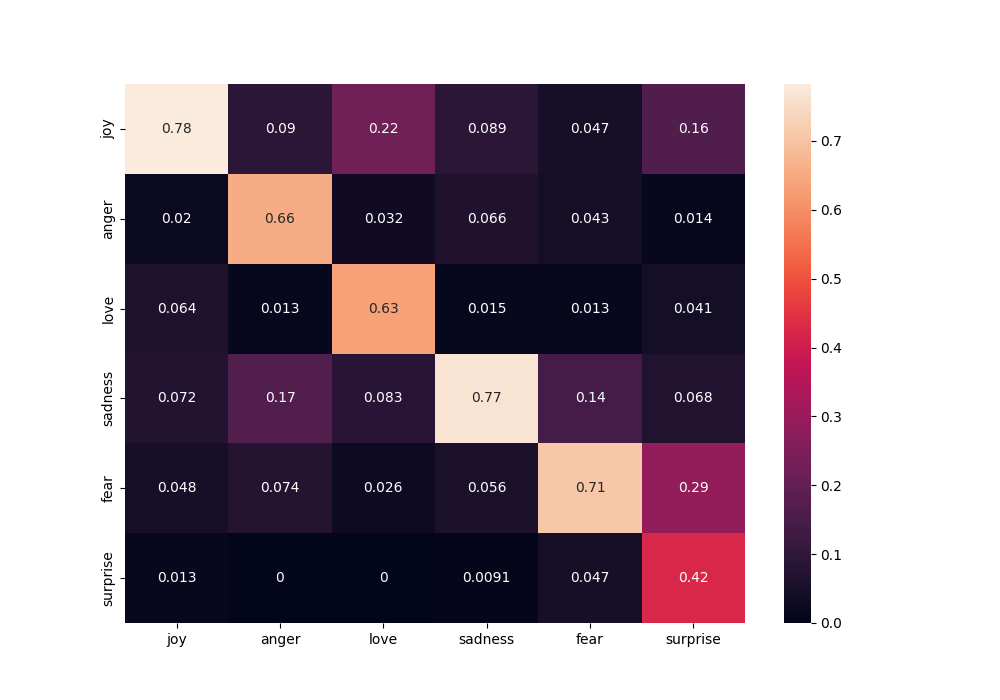 joy 0.78 0.09 0.22 0.089 0.047 0.16
0.7
anger 0.02 0.66 0.032 0.066 0.043 0.014
0.6
0.5
love 0.064 0.013 0.63 0.015 0.013 0.041
0.4
sadness 0.072 0.17 0.083 0.77 0.14 0.068
0.3
fear 0.048 0.074 0.026 0.056 0.71 0.29
0.2
0.1
surprise 0.013 0 0 0.0091 0.047 0.42
0.0
joy anger love sadness fear surprise